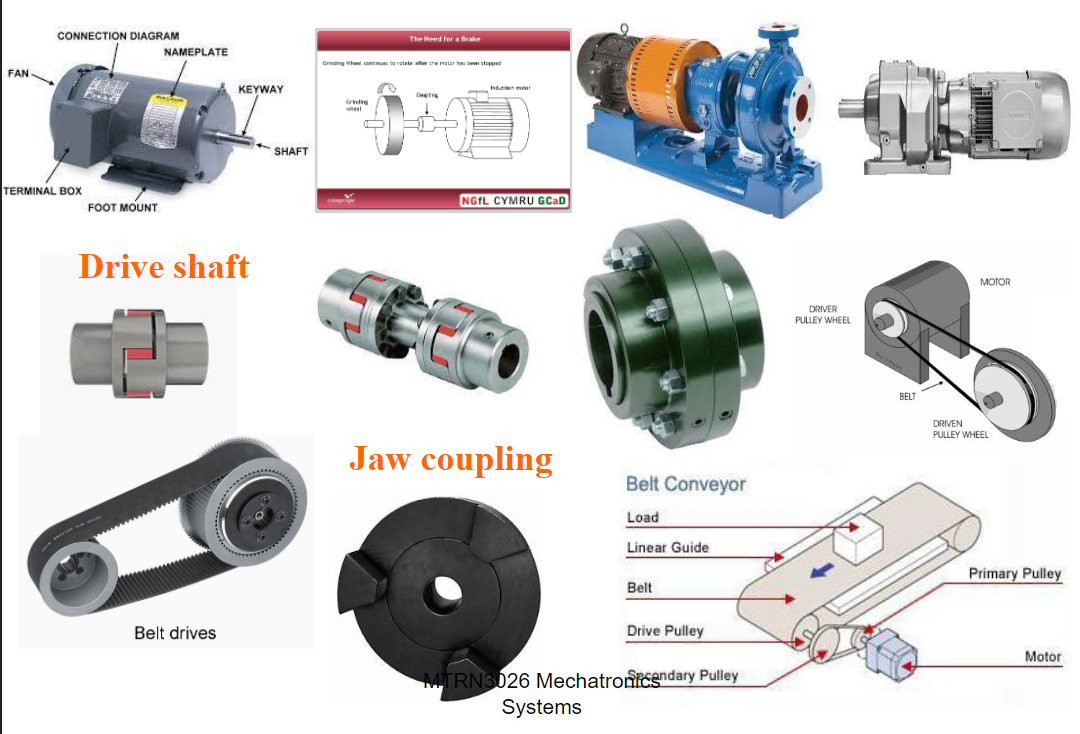 CONNECTION DIAGRAM
NAMEPLATE
FAN
KEYWAY
SHAFT
TERMINAL BOX
FOOT MOUNT
The Need for a Brake
Grinding Wheel continues to rotate after the motor has been stopped
Grinding
wheel
Coupling
Induction motor
NGfL CYMRU GCaD
Drive shaft
MOTOR
DRIVER
PULLEY WHEEL
BELT
DRIVEN
PULLEY WHEEL
Belt drives
Jaw coupling
Belt Conveyor
Load
Linear Guide
Belt
Primary Pulley
Drive Pulley
Motor
Secondary Pulley
MTRN3026 Mechatronics
Systems